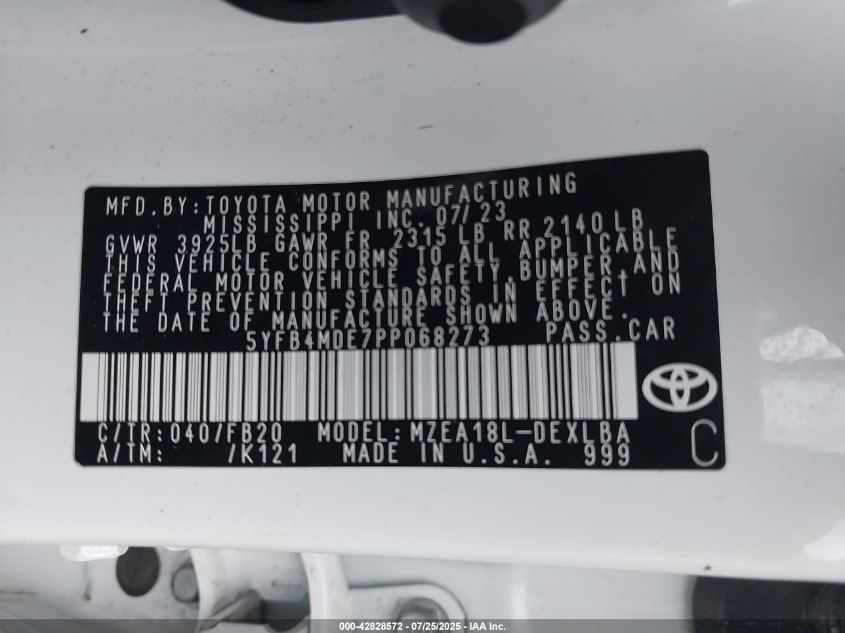 MFD.BY:TOYOTA MOTOR MANUFACTURING
MISSISSIPPI INC. 07/23
GVWR 3925LB GAWR FR 2315 LB RR 2140 LB
THIS VEHICLE CONFORMS TO ALL APPLICABLE
FEDERAL MOTOR VEHICLE SAFETY, BUMPER, AND
THEFT PREVENTION STANDARDS IN EFFECT ON
THE DATE OF MANUFACTURE SHOWN ABOVE.
5YFB4MDE7PP068273 PASS.CAR
C/TR:040/FB20 MODEL:MZEA18L-DEXLBA
A/TM: /K121 MADE IN U.S.A. 999
C
000-42828572 - 07/25/2025 - IAA Inc.